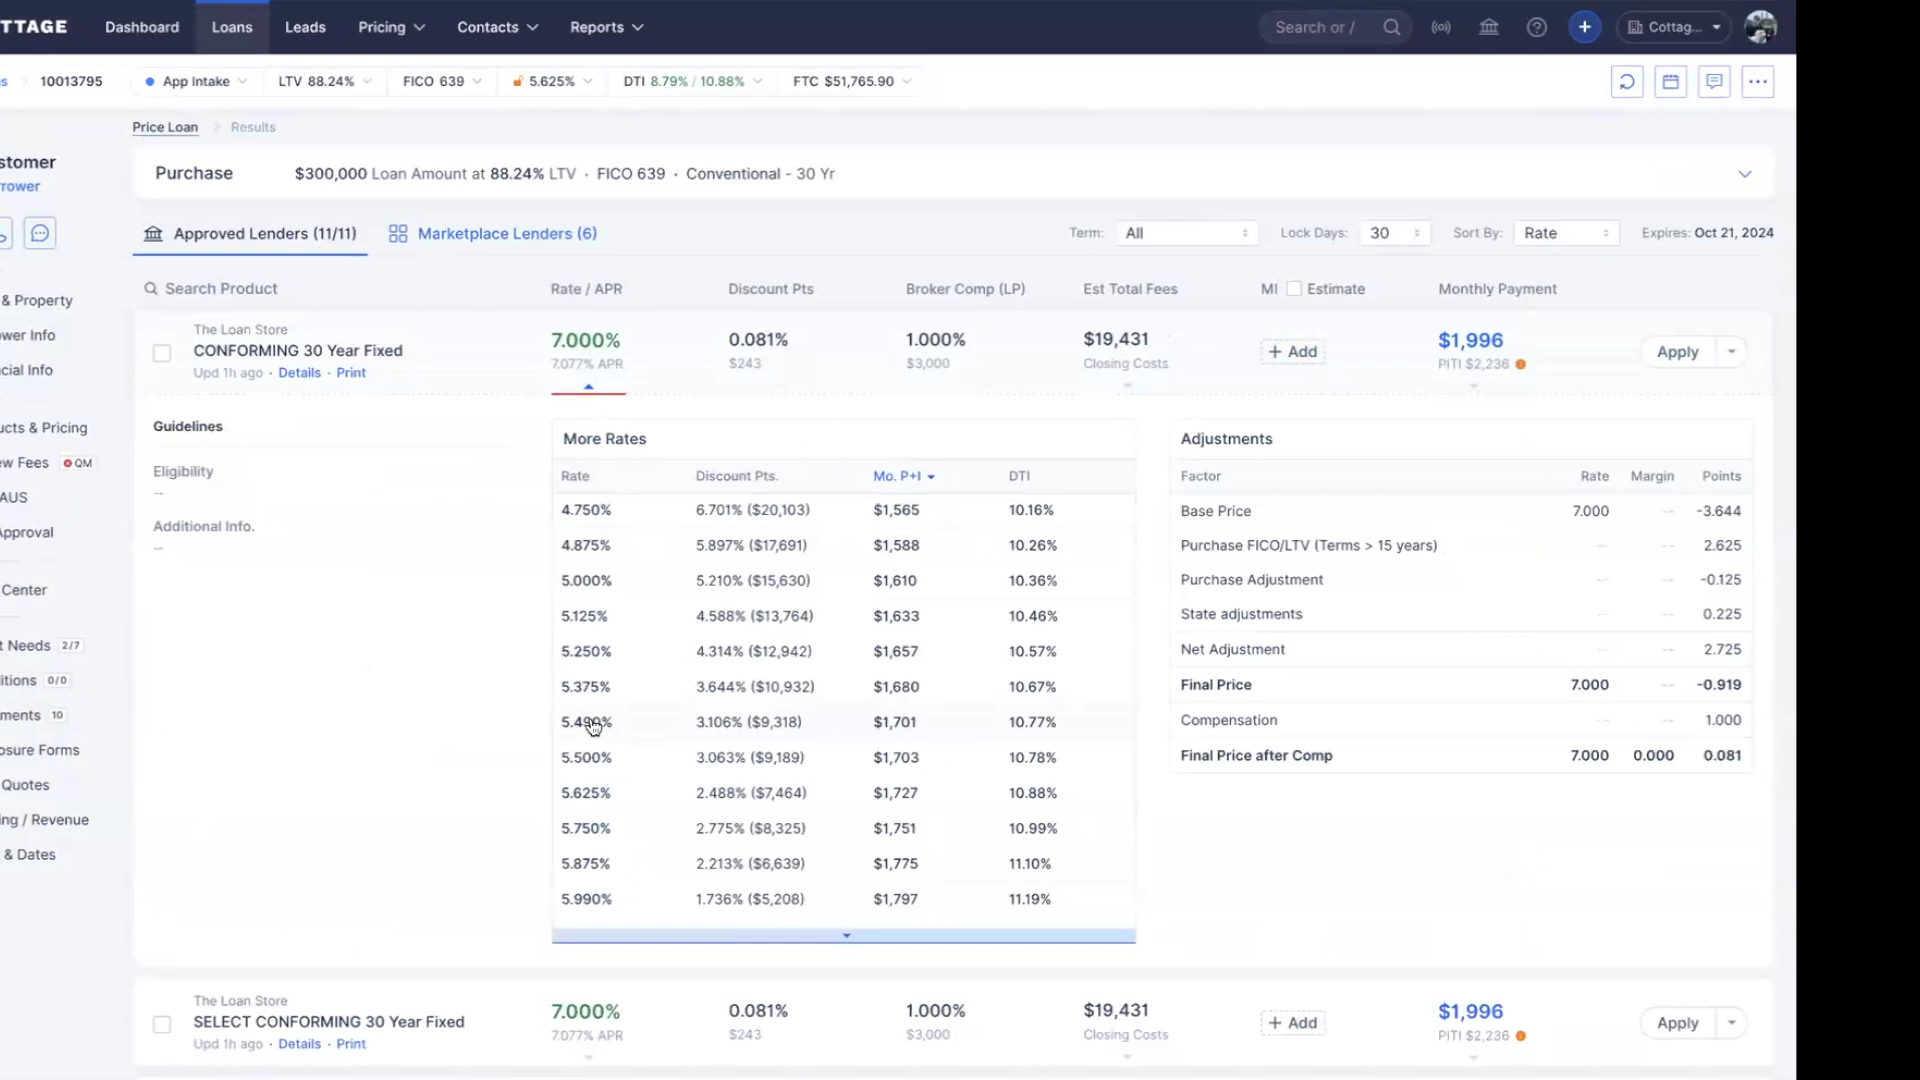 TTAGE Dashboard Loans Leads Pricing Contacts Reports Search or / Cottag...
s 10013795 App Intake LTV 88.24% FICO 639 5.625% DTI 8.79% / 10.88% FTC $51,765.90
Price Loan > Results
stomer
rrower
Purchase $300,000 Loan Amount at 88.24% LTV · FICO 639 · Conventional - 30 Yr
Approved Lenders (11/11) Marketplace Lenders (6) Term: All Lock Days: 30 Sort By: Rate Expires: Oct 21, 2024
Search Product Rate / APR Discount Pts Broker Comp (LP) Est Total Fees MI Estimate Monthly Payment
The Loan Store
CONFORMING 30 Year Fixed 7.000% 0.081% 1.000% $19,431 + Add $1,996 Apply
Upd 1h ago · Details · Print 7.077% APR $243 $3,000 Closing Costs PITI $2,236
& Property
wer Info
cial Info
ucts & Pricing
ew Fees QM
AUS
Approval
Center
t Needs 2/7
ditions 0/0
ments 10
osure Forms
Quotes
ing / Revenue
& Dates
Guidelines
Eligibility
--
Additional Info.
--
More Rates
Rate Discount Pts. Mo. P+I DTI
4.750% 6.701% ($20,103) $1,565 10.16%
4.875% 5.897% ($17,691) $1,588 10.26%
5.000% 5.210% ($15,630) $1,610 10.36%
5.125% 4.588% ($13,764) $1,633 10.46%
5.250% 4.314% ($12,942) $1,657 10.57%
5.375% 3.644% ($10,932) $1,680 10.67%
5.490% 3.106% ($9,318) $1,701 10.77%
5.500% 3.063% ($9,189) $1,703 10.78%
5.625% 2.488% ($7,464) $1,727 10.88%
5.750% 2.775% ($8,325) $1,751 10.99%
5.875% 2.213% ($6,639) $1,775 11.10%
5.990% 1.736% ($5,208) $1,797 11.19%
Adjustments
Factor Rate Margin Points
Base Price 7.000 -- -3.644
Purchase FICO/LTV (Terms > 15 years) -- -- 2.625
Purchase Adjustment -- -- -0.125
State adjustments -- -- 0.225
Net Adjustment -- -- 2.725
Final Price 7.000 -- -0.919
Compensation -- -- 1.000
Final Price after Comp 7.000 0.000 0.081
The Loan Store
SELECT CONFORMING 30 Year Fixed 7.000% 0.081% 1.000% $19,431 + Add $1,996 Apply
Upd 1h ago · Details · Print 7.077% APR $243 $3,000 Closing Costs PITI $2,236